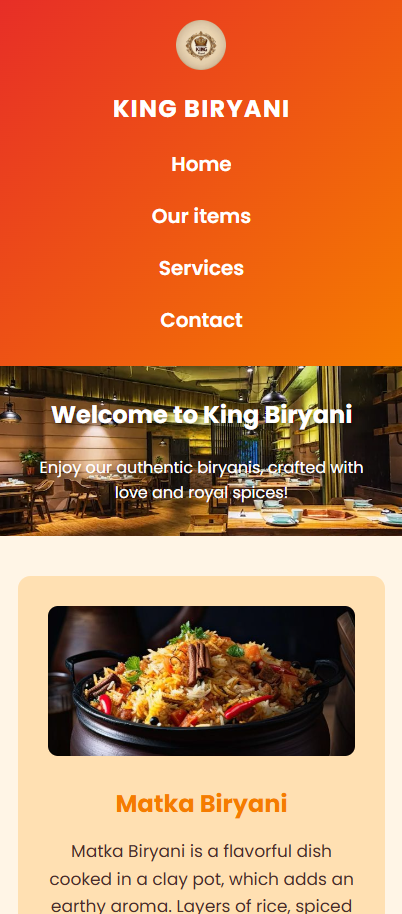 KING
KING BIRYANI
Home
Our items
Services
Contact
Welcome to King Biryani
Enjoy our authentic biryanis, crafted with
love and royal spices!
Matka Biryani
Matka Biryani is a flavorful dish
cooked in a clay pot, which adds an
earthy aroma. Layers of rice, spiced